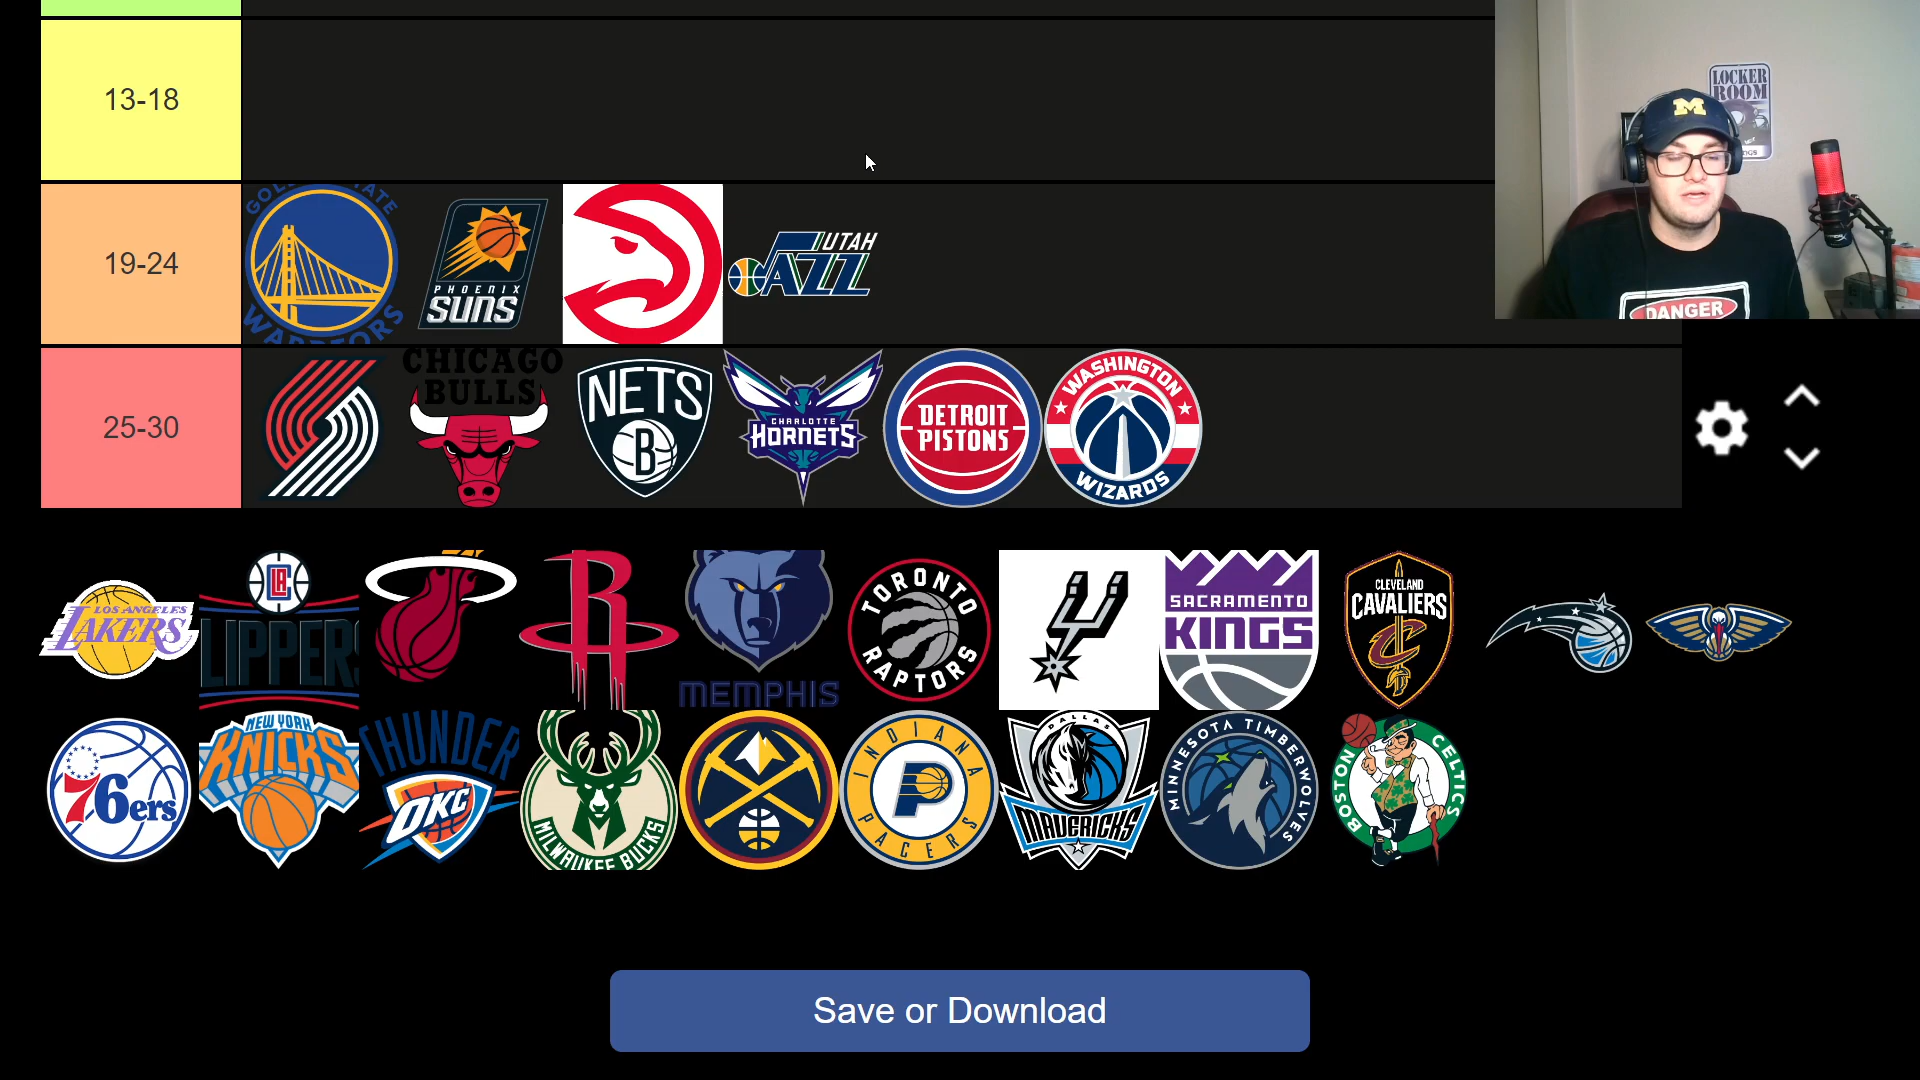 13-18
LOCKER
ROOM
M
19-24
GOLDEN STATE
WARRIORS
PHOENIX
SUNS
UTAH
JAZZ
DANGER
25-30
CHICAGO
BULLS
NETS
B
CHARLOTTE
HORNETS
DETROIT
PISTONS
WASHINGTON
WIZARDS
LOS ANGELES
LAKERS
LA
CLIPPERS
R
MEMPHIS
TORONTO
RAPTORS
SACRAMENTO
KINGS
CLEVELAND
CAVALIERS
C
76ers
NEW YORK
KNICKS
THUNDER
OKC
MILWAUKEE BUCKS
INDIANA
P
PACERS
DALLAS
MAVERICKS
MINNESOTA TIMBERWOLVES
BOSTON
CELTICS
Save or Download